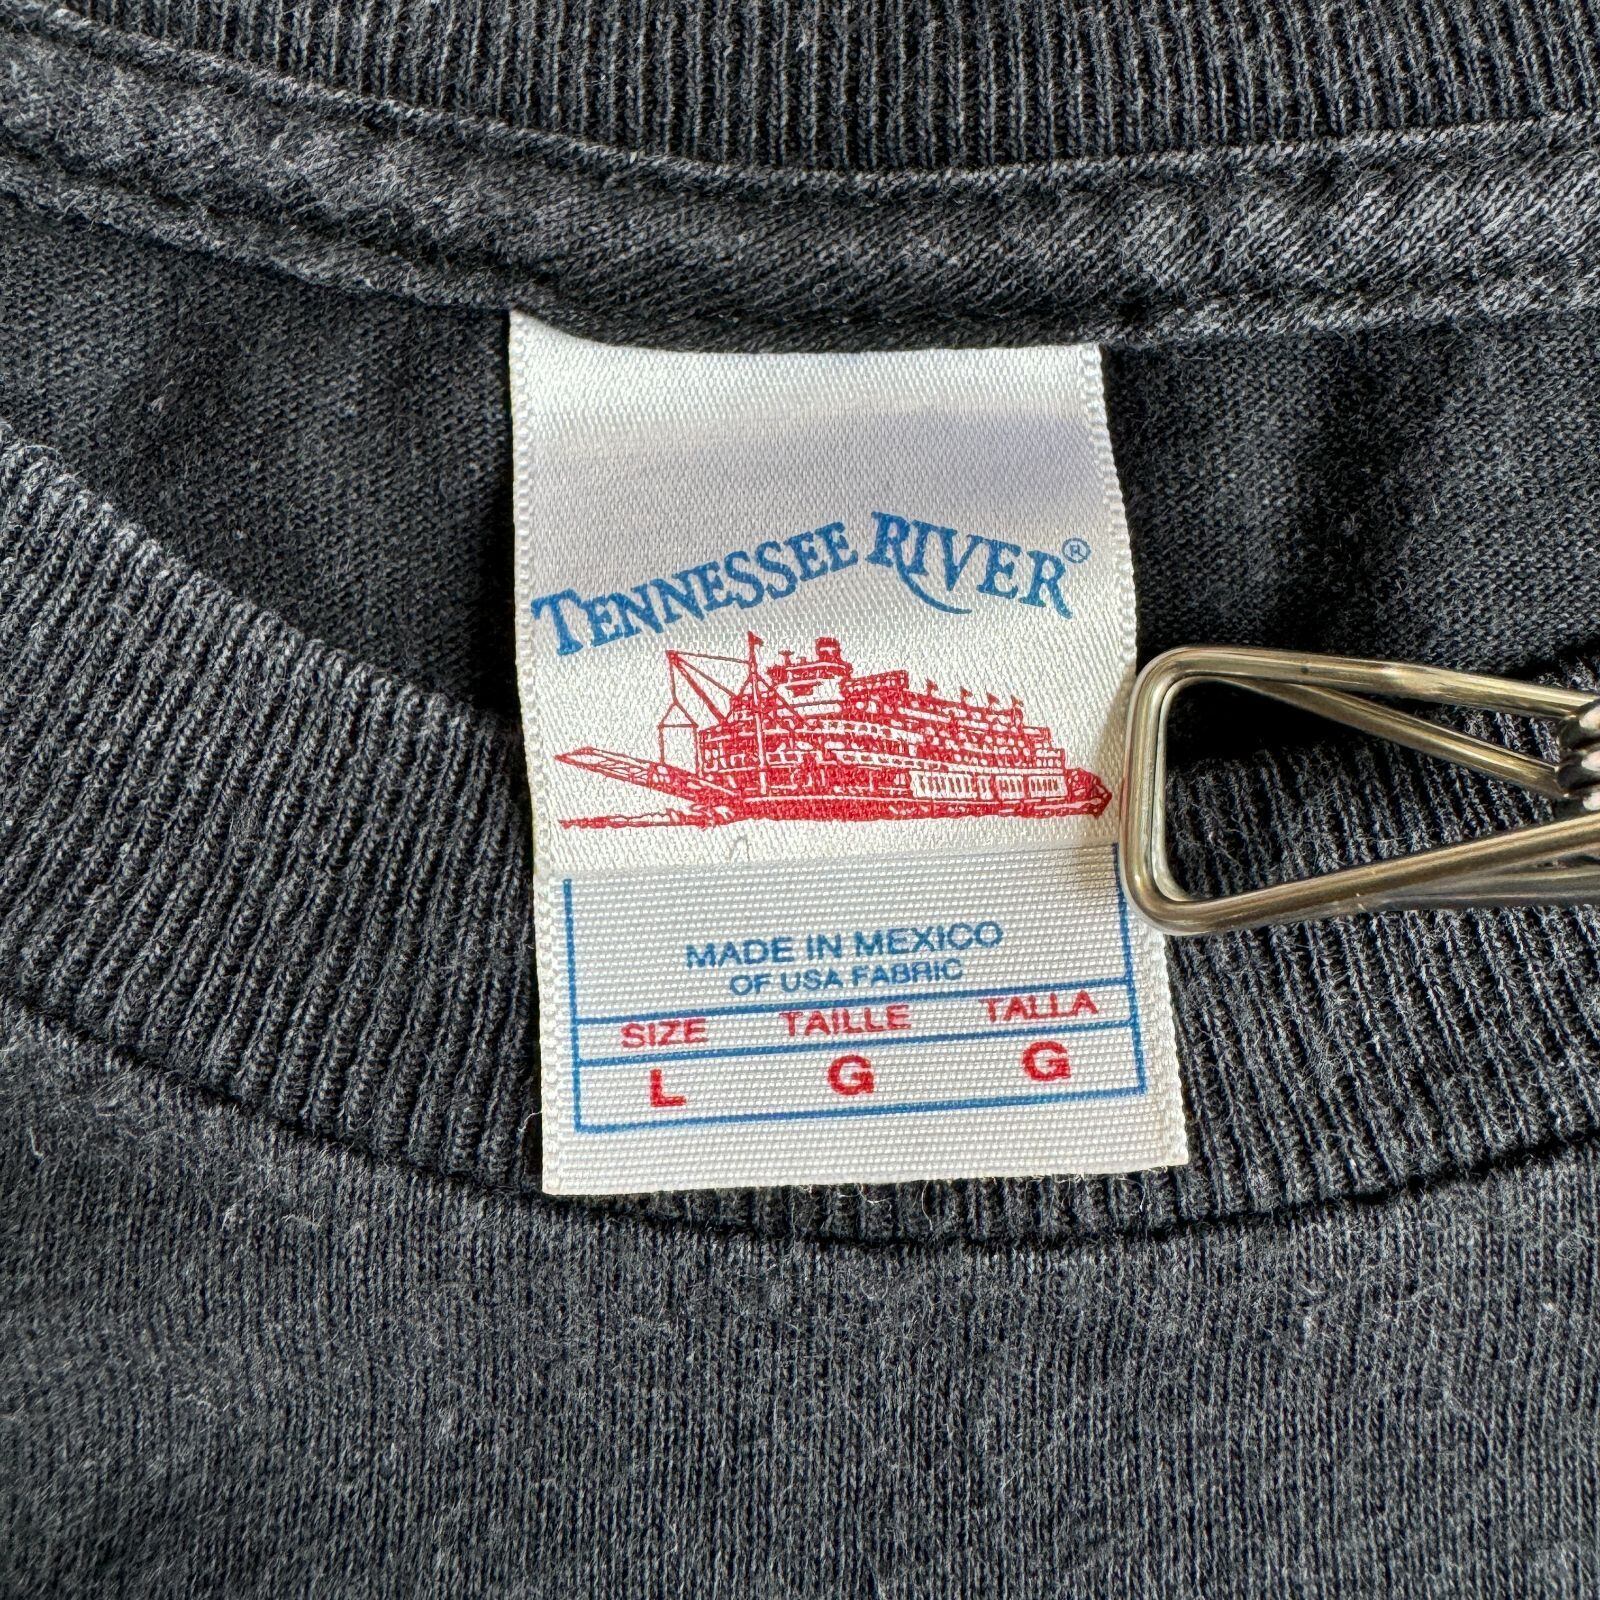 TENNESSEE RIVER®
MADE IN MEXICO
OF USA FABRIC
SIZE TAILLE TALLA
L G G